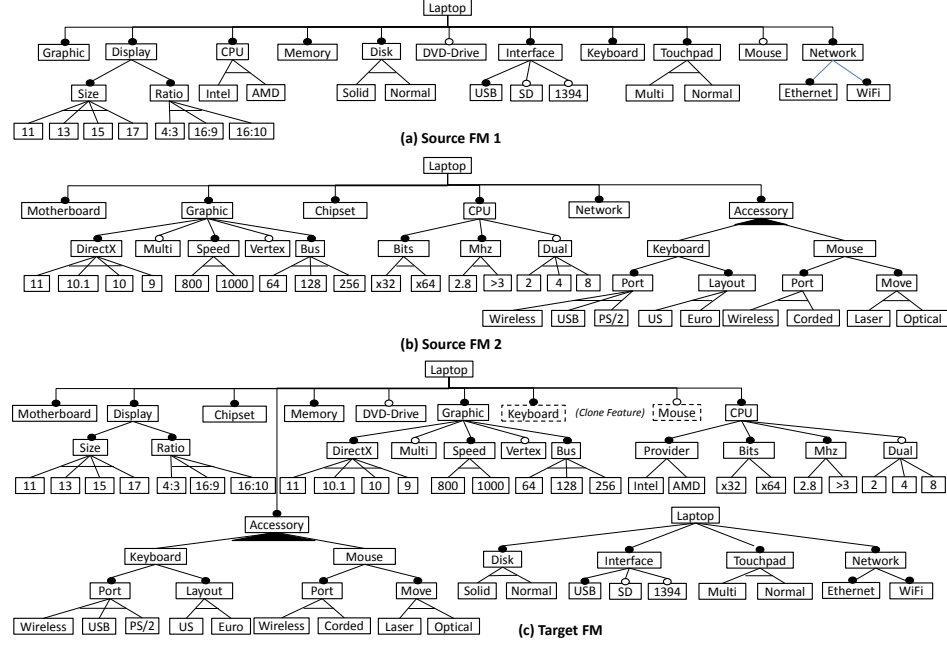 Laptop
Graphic Display CPU Memory Disk DVD-Drive Interface Keyboard Touchpad Mouse Network
Size Ratio Intel AMD Solid Normal USB SD 1394 Multi Normal Ethernet WiFi
11 13 15 17 4:3 16:9 16:10
(a) Source FM 1
Laptop
Motherboard Graphic Chipset CPU Network Accessory
DirectX Multi Speed Vertex Bus Bits Mhz Dual Keyboard Mouse
11 10.1 10 9 800 1000 64 128 256 x32 x64 2.8 >3 2 4 8 Port Layout Port Move
Wireless USB PS/2 US Euro Wireless Corded Laser Optical
(b) Source FM 2
Laptop
Motherboard Display Chipset Memory DVD-Drive Graphic Keyboard (Clone Feature) Mouse CPU
Size Ratio DirectX Multi Speed Vertex Bus Provider Bits Mhz Dual
11 13 15 17 4:3 16:9 16:10 11 10.1 10 9 800 1000 64 128 256 Intel AMD x32 x64 2.8 >3 2 4 8
Accessory Laptop
Keyboard Mouse Disk Interface Touchpad Network
Port Layout Port Move Solid Normal USB SD 1394 Multi Normal Ethernet WiFi
Wireless USB PS/2 US Euro Wireless Corded Laser Optical
(c) Target FM